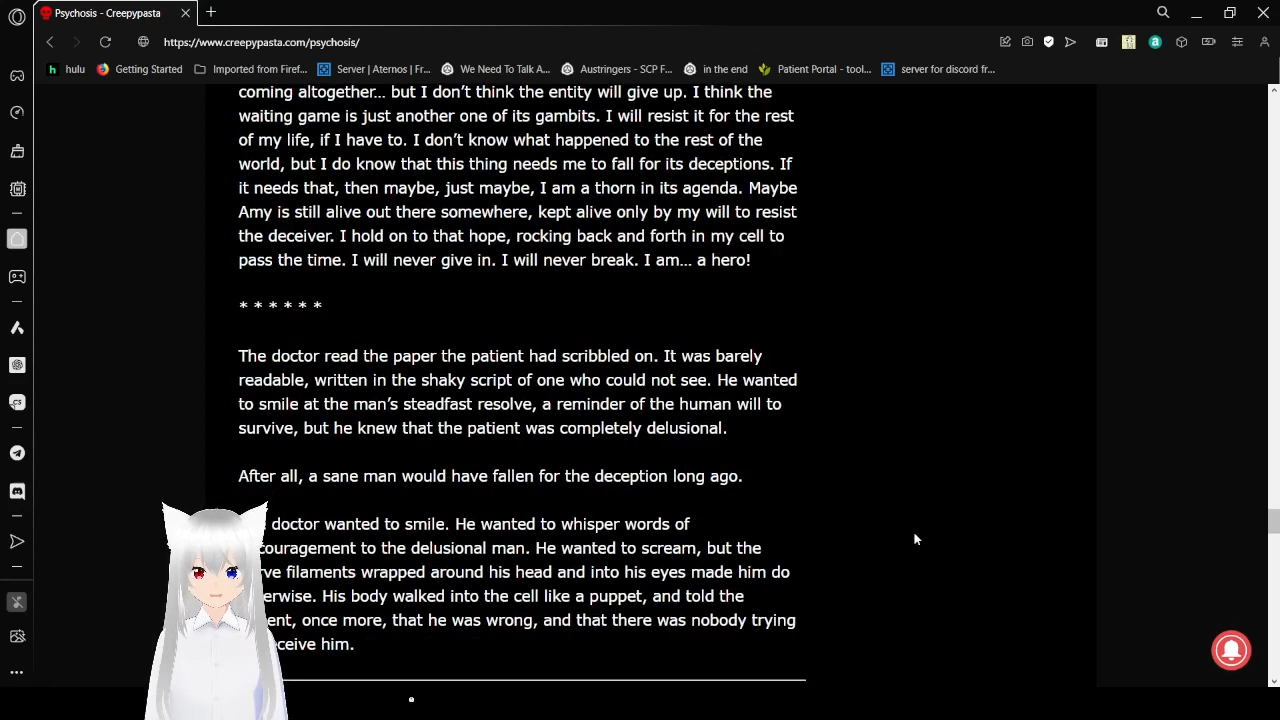 Psychosis - Creepypasta
https://www.creepypasta.com/psychosis/
hulu
Getting Started
Imported from Firef...
Server | Aternos | Fr...
We Need To Talk A...
Austringers - SCP F...
in the end
Patient Portal - tool...
server for discord fr...
coming altogether… but I don’t think the entity will give up. I think the
waiting game is just another one of its gambits. I will resist it for the rest
of my life, if I have to. I don’t know what happened to the rest of the
world, but I do know that this thing needs me to fall for its deceptions. If
it needs that, then maybe, just maybe, I am a thorn in its agenda. Maybe
Amy is still alive out there somewhere, kept alive only by my will to resist
the deceiver. I hold on to that hope, rocking back and forth in my cell to
pass the time. I will never give in. I will never break. I am… a hero!
* * * * * *
The doctor read the paper the patient had scribbled on. It was barely
readable, written in the shaky script of one who could not see. He wanted
to smile at the man’s steadfast resolve, a reminder of the human will to
survive, but he knew that the patient was completely delusional.
After all, a sane man would have fallen for the deception long ago.
doctor wanted to smile. He wanted to whisper words of
couragement to the delusional man. He wanted to scream, but the
rve filaments wrapped around his head and into his eyes made him do
erwise. His body walked into the cell like a puppet, and told the
ent, once more, that he was wrong, and that there was nobody trying
eceive him.